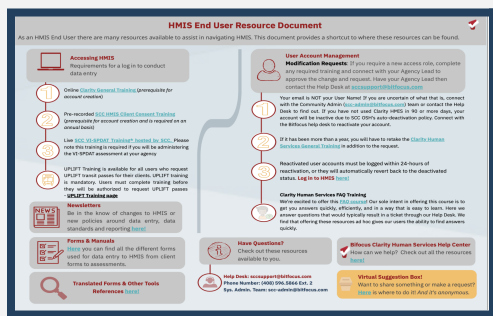 HMIS End User Resource Document
As an HMIS End User there are many resources available to assist in navigating HMIS. This document provides a shortcut to where these resources can be found.
Accessing HMIS
Requirements for a log in to conduct
data entry
1
Online Clarity General Training (prerequisite for
account creation)
2
Pre-recorded SCC HMIS Client Consent Training
(prerequisite for account creation and is required on an
annual basis)
3
Live SCC VI-SPDAT Training* hosted by SCC. Please
note this training is required if you will be administering
the VI-SPDAT assessment at your agency
UPLIFT Training is available for all users who request
UPLIFT transit passes for their clients. UPLIFT training
is mandatory. Users must complete training before
they will be authorized to request UPLIFT passes
UPLIFT Training page
NEWS
Newsletters
Be in the know of changes to HMIS or
new policies around data entry, data
standards and reporting here!
Forms & Manuals
Here you can find all the different forms
used for data entry to HMIS from client
forms to assessments.
Translated Forms & Other Tools
References here!
User Account Management
Modification Requests: If you require a new access role, complete
any required training and connect with your Agency Lead to
approve the change and request. Have your Agency Lead then
contact the Help Desk at sccsupport@bitfocus.com
1
Your email is NOT your User Name! If you are uncertain of what that is, connect
with the Community Admin (scc-admin@bitfocus.com) team or contact the Help
Desk to find out. If you have not used Clarity HMIS in 90 or more days, your
account will be inactive due to SCC OSH's auto-deactivation policy. Connect with
the Bitfocus help desk to reactivate your account.
2
If it has been more than a year, you will have to retake the Clarity Human
Services General Training in addition to the request.
3
Reactivated user accounts must be logged within 24-hours of
reactivation, or they will automatically revert back to the deactivated
status. Log in to HMIS here!
Clarity Human Services FAQ Training
We're excited to offer this FAQ course! Our sole intent in offering this course is to
get you answers quickly, efficiently, and in a way that is easy to learn. Here we
answer questions that would typically result in a ticket through our Help Desk. We
find that offering these resources ad hoc gives our users the ability to find answers
quickly.
Have Questions?
Check out these resources
available to you.
Help Desk: sccsupport@bitfocus.com
Phone Number: (408) 596.5866 Ext. 2
Sys. Admin. Team: scc-admin@bitfocus.com
Bitfocus Clarity Human Services Help Center
How can we help? Check out all the resources
here!
Virtual Suggestion Box!
Want to share something or make a request?
Here is where to do it! And it's anonymous.